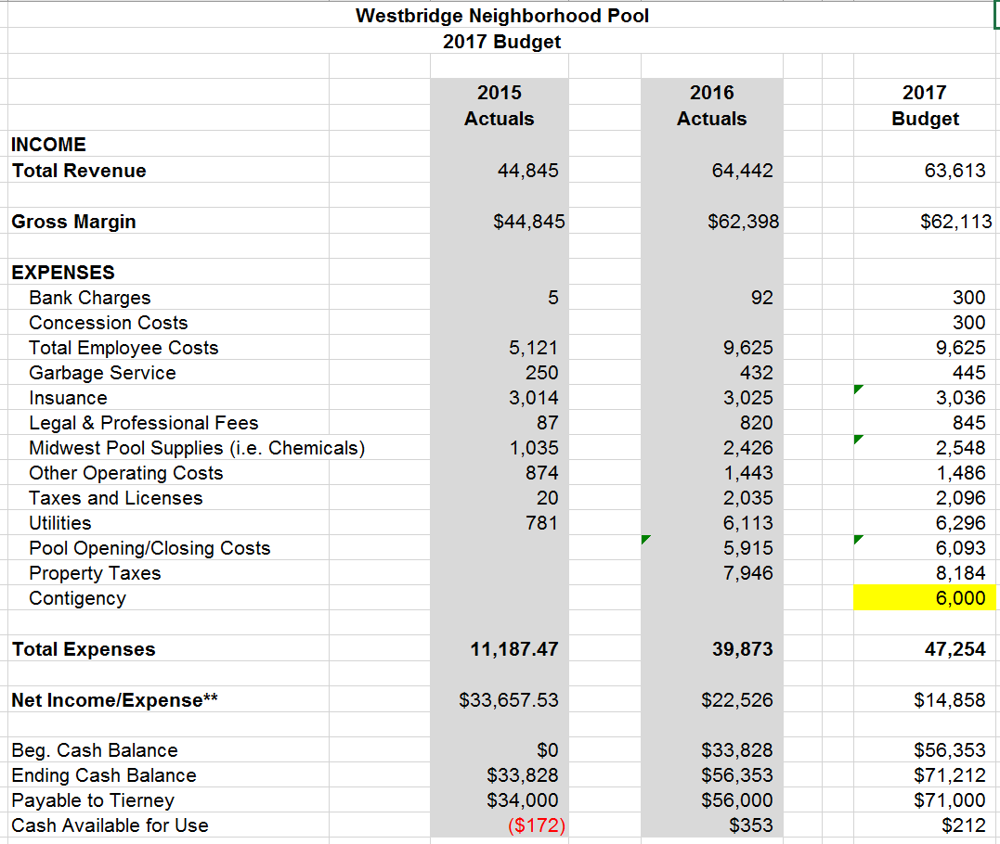 Westbridge Neighborhood Pool
2017 Budget
2015 2016 2017
Actuals Actuals Budget
INCOME
Total Revenue 44,845 64,442 63,613
Gross Margin $44,845 $62,398 $62,113
EXPENSES
Bank Charges 5 92 300
Concession Costs 300
Total Employee Costs 5,121 9,625 9,625
Garbage Service 250 432 445
Insuance 3,014 3,025 3,036
Legal & Professional Fees 87 820 845
Midwest Pool Supplies (i.e. Chemicals) 1,035 2,426 2,548
Other Operating Costs 874 1,443 1,486
Taxes and Licenses 20 2,035 2,096
Utilities 781 6,113 6,296
Pool Opening/Closing Costs 5,915 6,093
Property Taxes 7,946 8,184
Contigency 6,000
Total Expenses 11,187.47 39,873 47,254
Net Income/Expense** $33,657.53 $22,526 $14,858
Beg. Cash Balance $0 $33,828 $56,353
Ending Cash Balance $33,828 $56,353 $71,212
Payable to Tierney $34,000 $56,000 $71,000
Cash Available for Use ($172) $353 $212